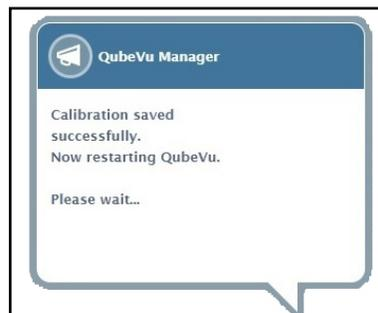 QubeVu Manager
Calibration saved
successfully.
Now restarting QubeVu.
Please wait...